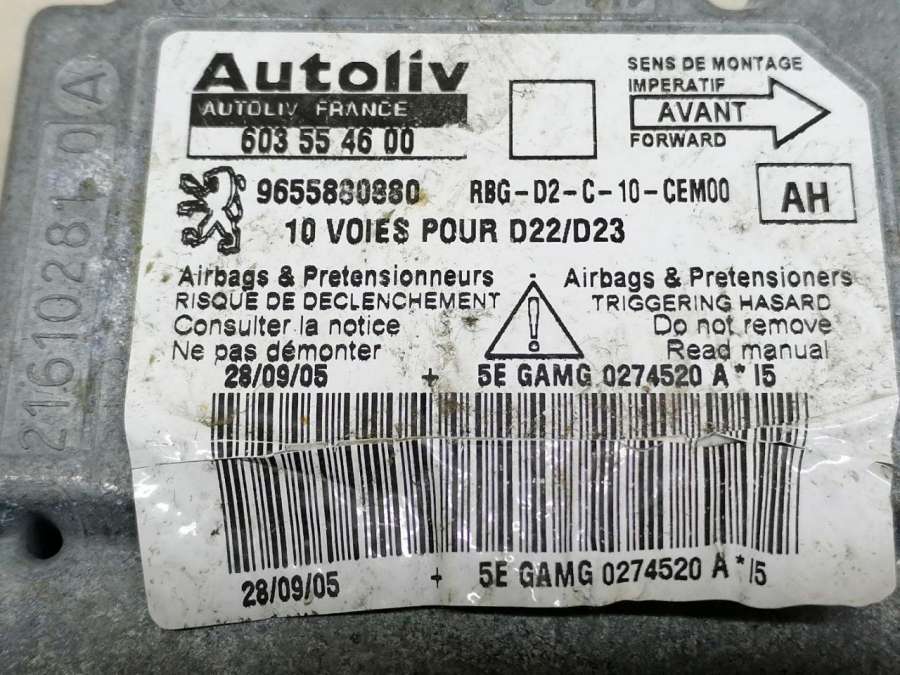 Autoliv
AUTOLIV FRANCE
603 55 46 00
SENS DE MONTAGE
IMPERATIF
AVANT
FORWARD
9655880880 RBG-D2-C-10-CEM00 AH
10 VOIES POUR D22/D23
Airbags & Pretensionneurs
RISQUE DE DECLENCHEMENT
Consulter la notice
Ne pas démonter
Airbags & Pretensioners
TRIGGERING HASARD
Do not remove
Read manual
28/09/05 + 5E GAMG 0274520 A * I5
28/09/05 + 5E GAMG 0274520 A * I5
21610281 0 A